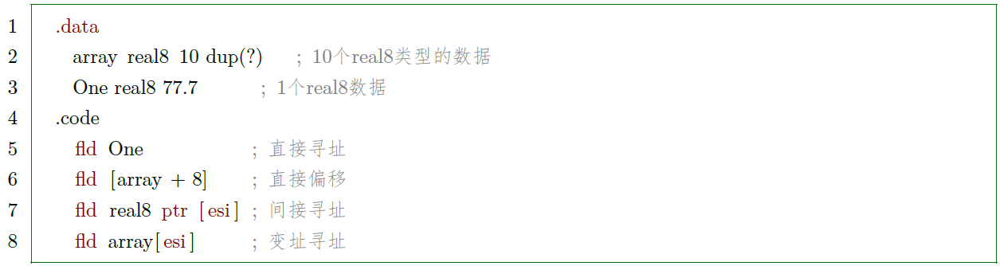 1 .data
2 array real8 10 dup(?) ; 10个real8类型的数据
3 One real8 77.7 ; 1个real8数据
4 .code
5 fld One ; 直接寻址
6 fld [array + 8] ; 直接偏移
7 fld real8 ptr [esi] ; 间接寻址
8 fld array[esi] ; 变址寻址